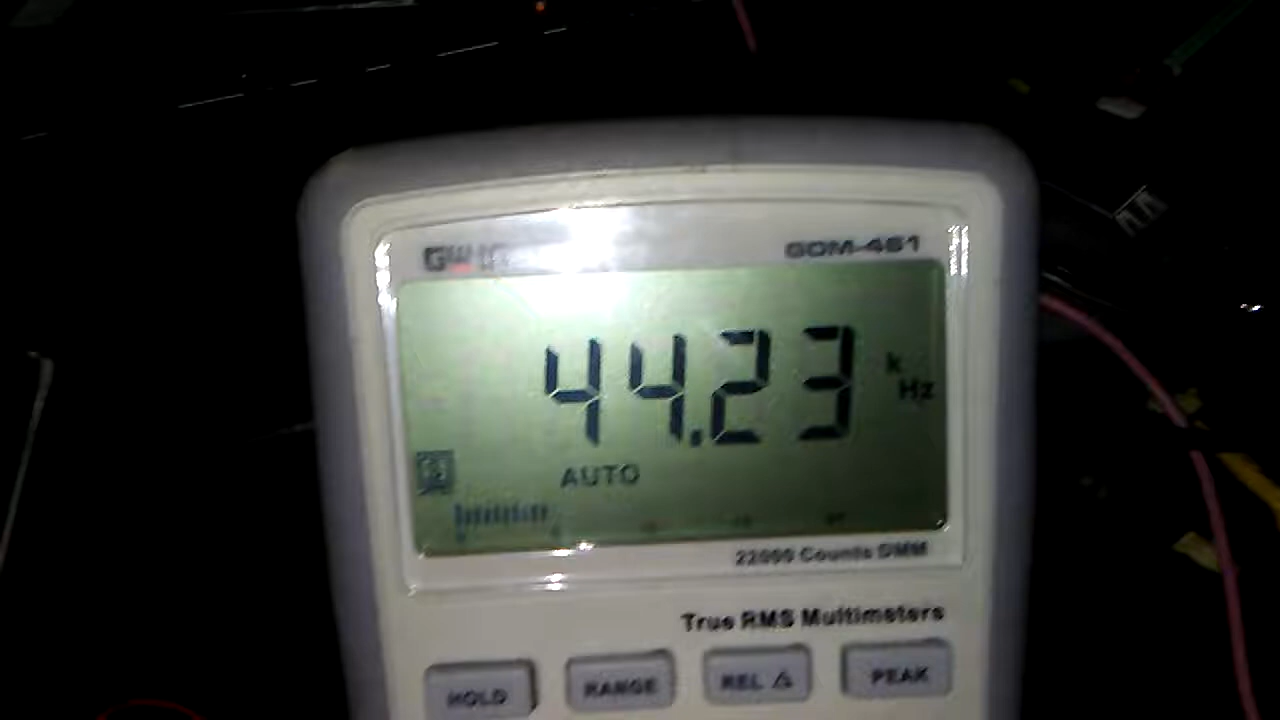 GDM-461
44.23 k Hz
AUTO
22000 Counts DMM
True RMS Multimeters
HOLD RANGE REL △ PEAK